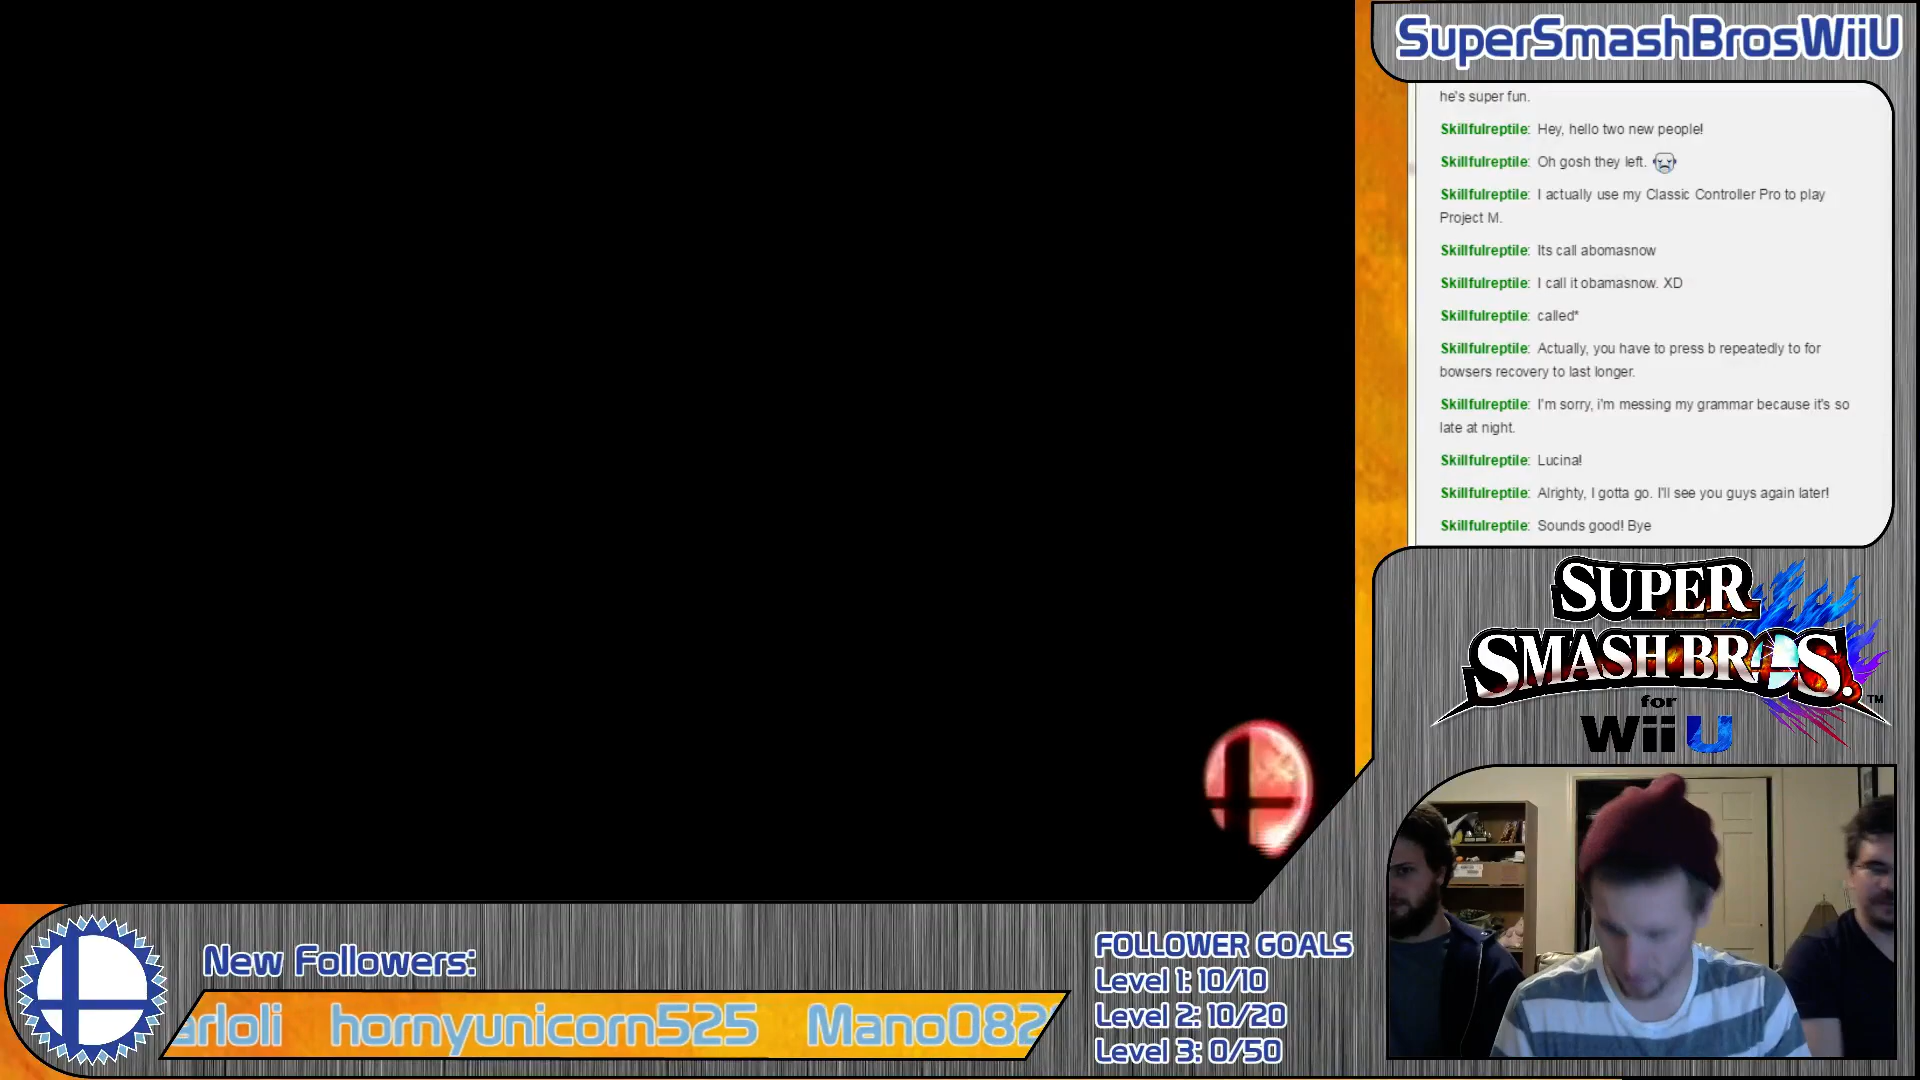 SuperSmashBrosWiiU
he's super fun.
Skillfulreptile: Hey, hello two new people!
Skillfulreptile: Oh gosh they left.
Skillfulreptile: I actually use my Classic Controller Pro to play
Project M.
Skillfulreptile: Its call abomasnow
Skillfulreptile: I call it obamasnow. XD
Skillfulreptile: called*
Skillfulreptile: Actually, you have to press b repeatedly to for
bowsers recovery to last longer.
Skillfulreptile: I'm sorry, i'm messing my grammar because it's so
late at night.
Skillfulreptile: Lucina!
Skillfulreptile: Alrighty, I gotta go. I'll see you guys again later!
Skillfulreptile: Sounds good! Bye
SUPER
SMASH BROS.™
for
Wii U
New Followers:
arloli hornyunicorn525 Mano082
FOLLOWER GOALS
Level 1: 10/10
Level 2: 10/20
Level 3: 0/50